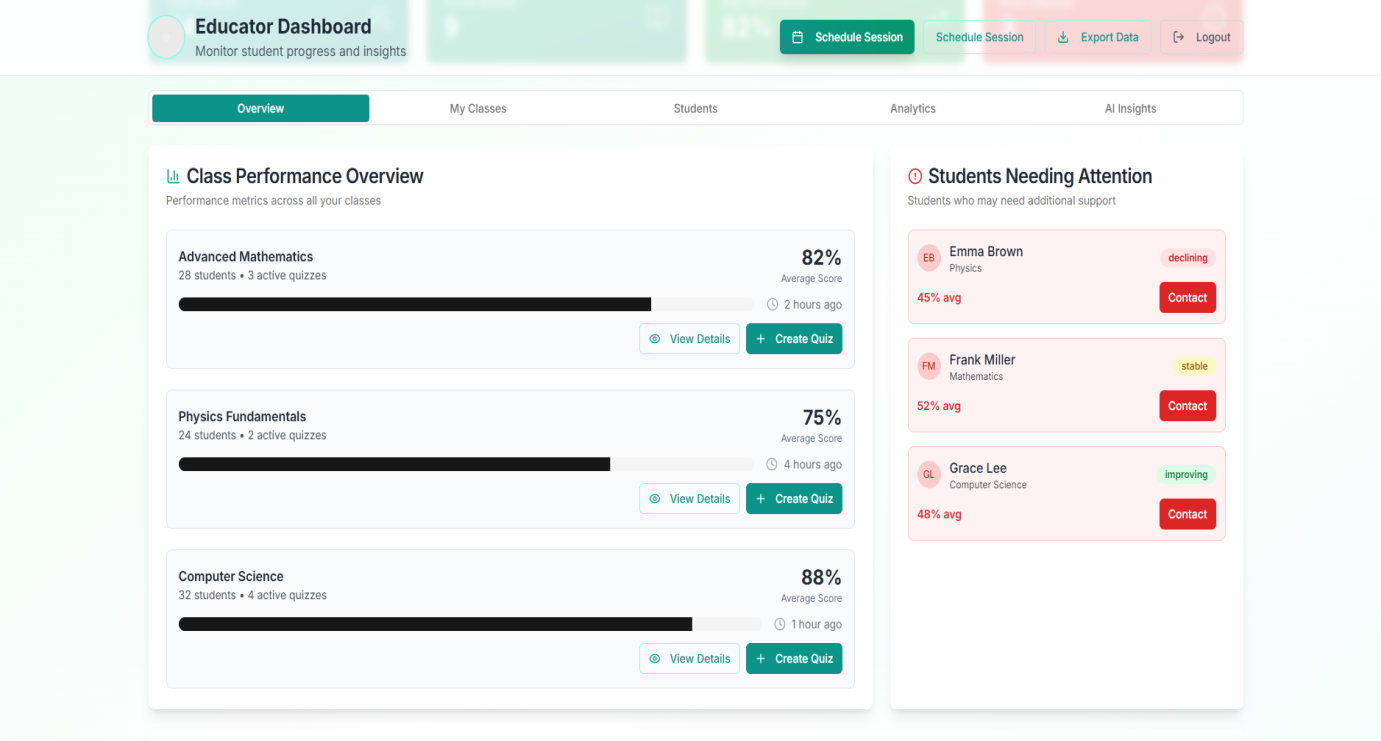 Educator Dashboard
Monitor student progress and insights
Schedule Session
Schedule Session
Export Data
Logout
Overview
My Classes
Students
Analytics
AI Insights
Class Performance Overview
Performance metrics across all your classes
Advanced Mathematics
28 students • 3 active quizzes
82%
Average Score
2 hours ago
View Details
Create Quiz
Physics Fundamentals
24 students • 2 active quizzes
75%
Average Score
4 hours ago
View Details
Create Quiz
Computer Science
32 students • 4 active quizzes
88%
Average Score
1 hour ago
View Details
Create Quiz
Students Needing Attention
Students who may need additional support
EB
Emma Brown
Physics
declining
45% avg
Contact
FM
Frank Miller
Mathematics
stable
52% avg
Contact
GL
Grace Lee
Computer Science
improving
48% avg
Contact